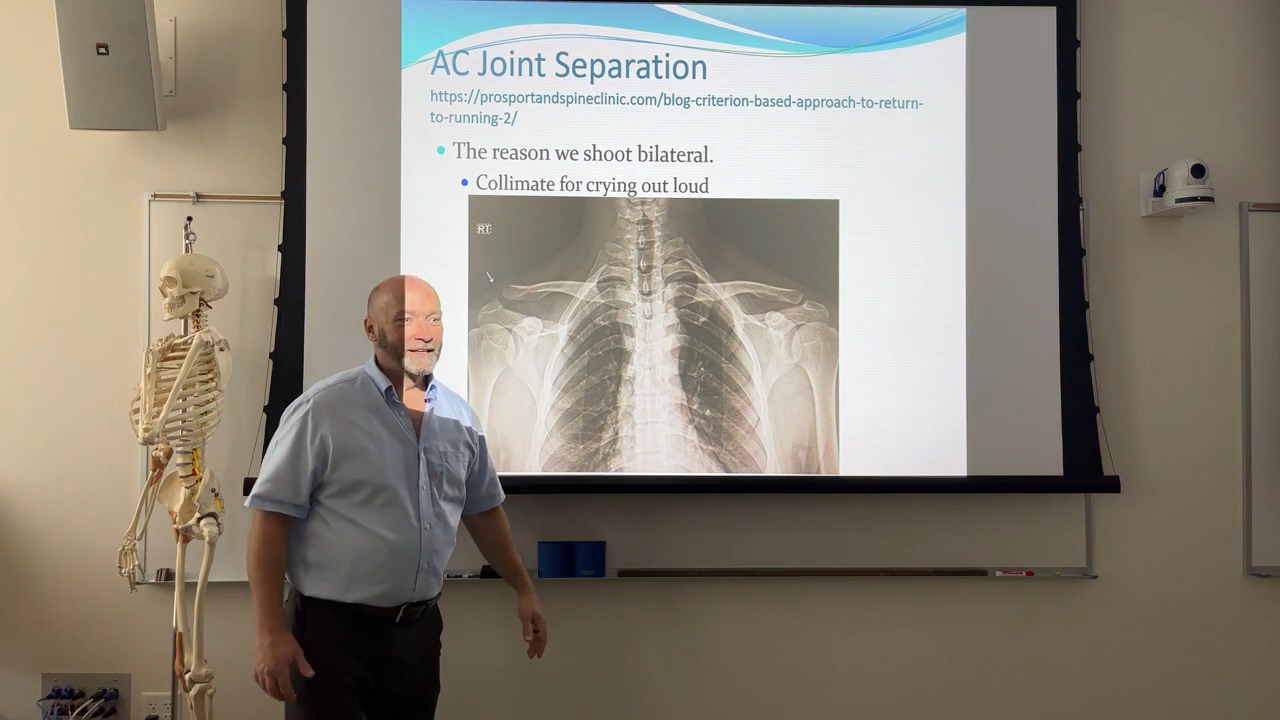 AC Joint Separation
https://prosportandspineclinic.com/blog-criterion-based-approach-to-return-
to-running-2/
The reason we shoot bilateral.
Collimate for crying out loud